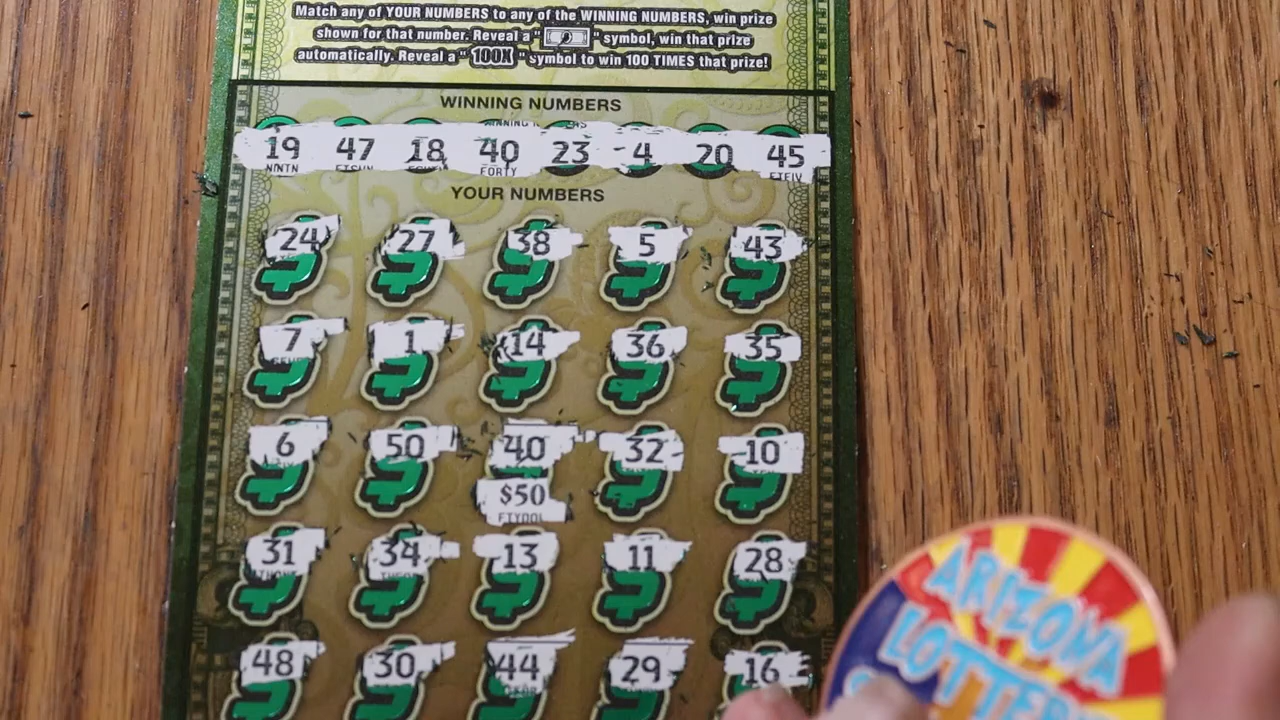 Match any of YOUR NUMBERS to any of the WINNING NUMBERS, win prize
shown for that number. Reveal a " " symbol, win that prize
automatically. Reveal a " 100X " symbol to win 100 TIMES that prize!
WINNING NUMBERS
19 47 18 40 23 4 20 45
NINTN FORTY
YOUR NUMBERS
24 27 38 5 43
7 1 14 36 35
6 50 40 32 10
$50
FTYDOL
31 34 13 11 28
48 30 44 29 16
ARIZONA